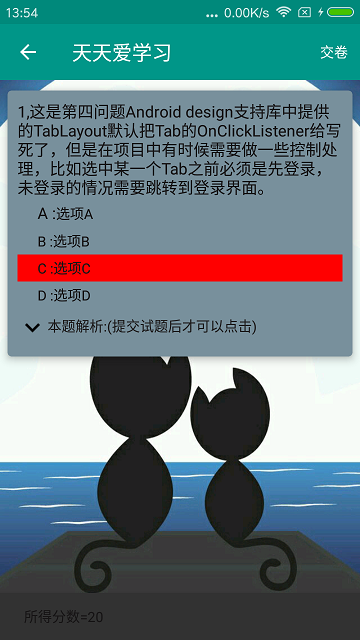 13:54
... 0.00K/s
天天爱学习
交卷
1,这是第四问题Android design支持库中提供
的TabLayout默认把Tab的OnClickListener给写
死了，但是在项目中有时候需要做一些控制处
理，比如选中某一个Tab之前必须是先登录，
未登录的情况需要跳转到登录界面。
A :选项A
B :选项B
C :选项C
D :选项D
本题解析:(提交试题后才可以点击)
所得分数=20